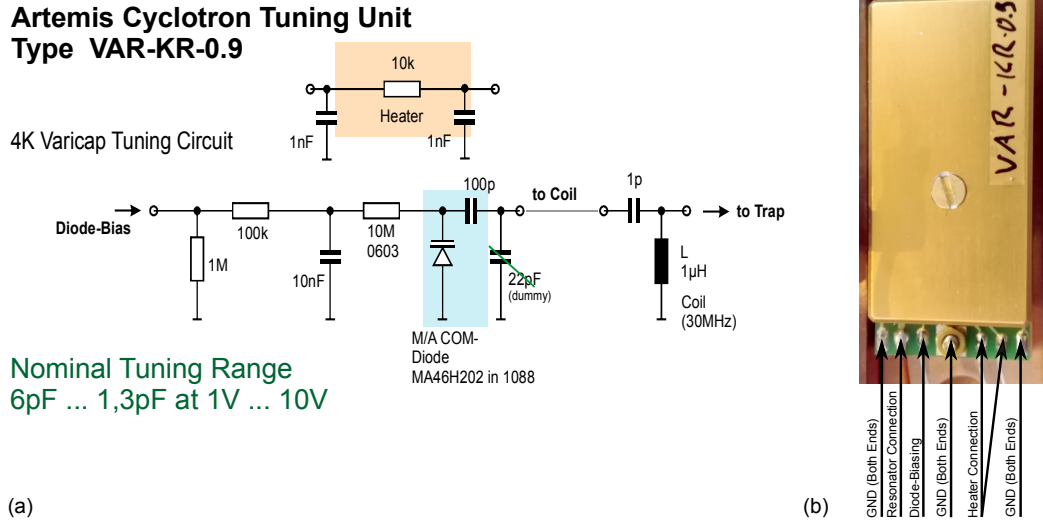 Artemis Cyclotron Tuning Unit
Type VAR-KR-0.9
10k
Heater
1nF
1nF
4K Varicap Tuning Circuit
100p
to Coil
1p
Diode-Bias
to Trap
100k
10M
0603
1M
10nF
22pF
(dummy)
L
1µH
Coil
(30MHz)
M/A COM-
Diode
MA46H202 in 1088
Nominal Tuning Range
6pF ... 1,3pF at 1V ... 10V
(a)
VAR-KR-0.9
GND (Both Ends)
Resonator Connection
Diode-Biasing
GND (Both Ends)
Heater Connection
GND (Both Ends)
(b)